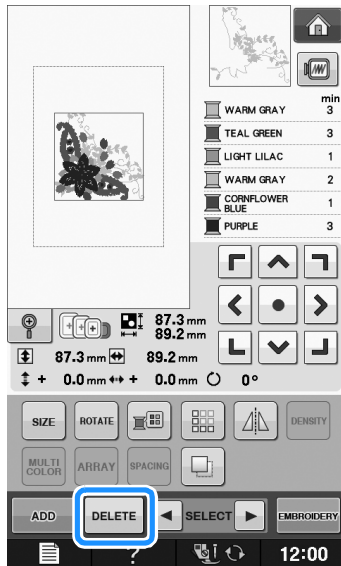 min
WARM GRAY 3
TEAL GREEN 3
LIGHT LILAC 1
WARM GRAY 2
CORNFLOWER
BLUE 1
PURPLE 3
87.3 mm
89.2 mm
87.3 mm 89.2 mm
+ 0.0 mm + 0.0 mm 0°
SIZE ROTATE DENSITY
MULTI
COLOR ARRAY SPACING
ADD DELETE SELECT EMBROIDERY
? 12:00